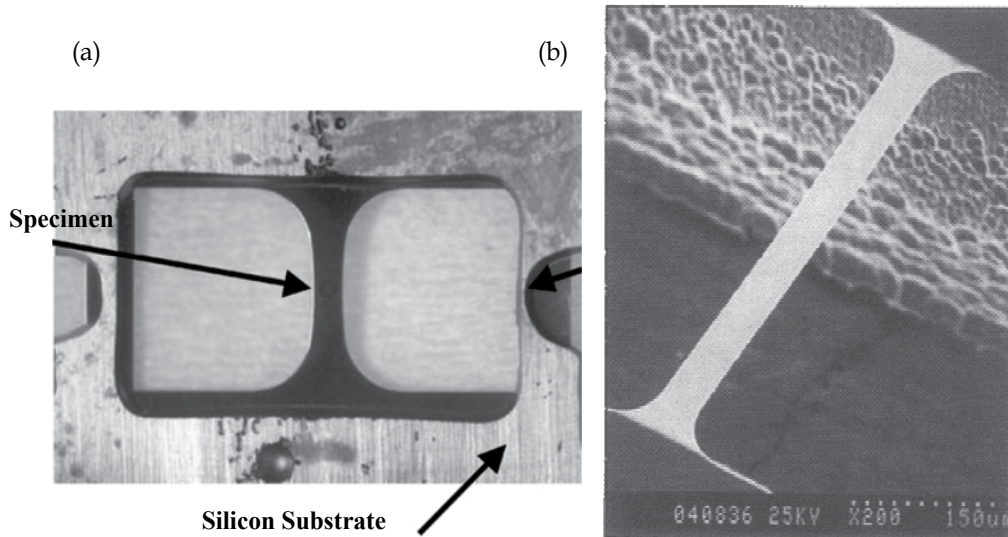 (a)
(b)
Specimen
Silicon Substrate
040836 25KV X200 150um